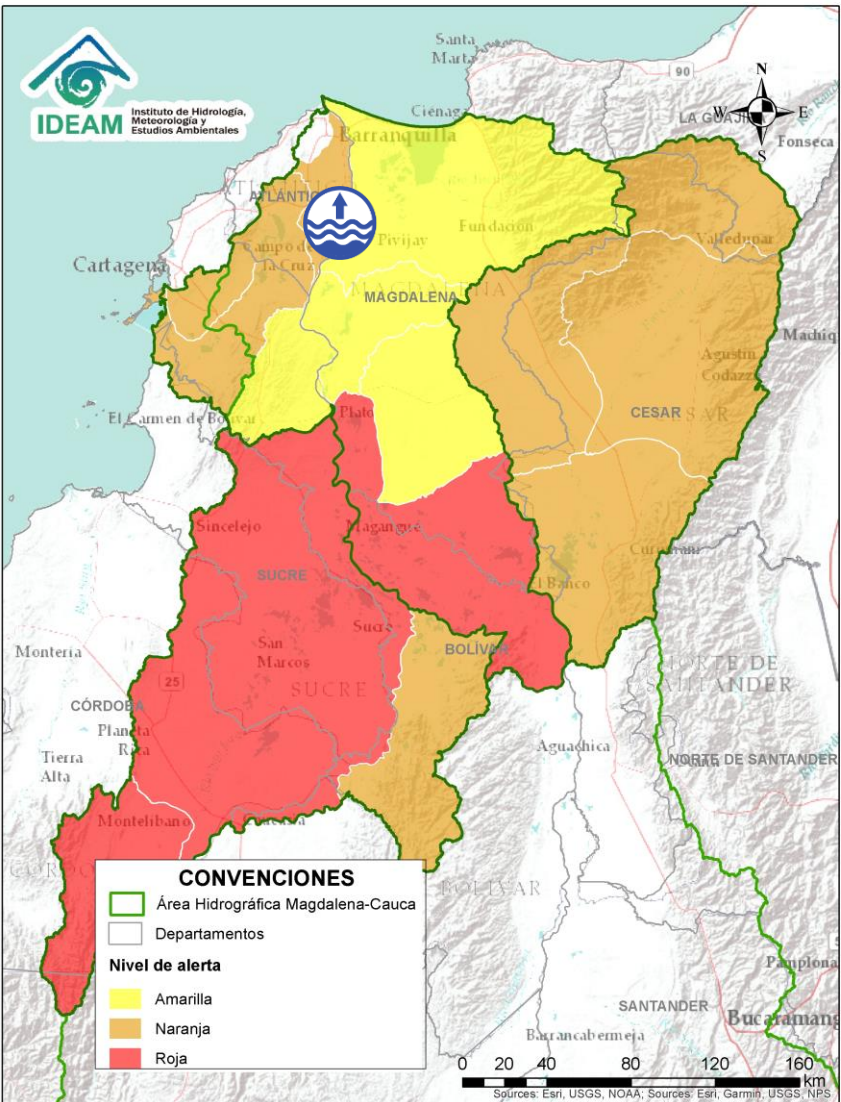 IDEAM
Instituto de Hidrología,
Meteorología y
Estudios Ambientales
Santa
Marta
90
N
W
E
S
LA GUAJIRA
Ciénaga
Barranquilla
Fonseca
ATLÁNTICO
Campo de
la Cruz
Pivijay
Fundación
Valledupar
Cartagena
MAGDALENA
MAGDALENA
Agustín
Codazzi
CESAR
CESAR
El Carmen de Bolívar
Plato
Sincelejo
Magangué
SUCRE
El Banco
Sucre
San
Marcos
SUCRE
BOLÍVAR
Montería
25
CÓRDOBA
Planeta
Rica
Tierra
Alta
NORTE DE
SANTANDER
Aguachica
NORTE DE SANTANDER
Montelíbano
BOLÍVAR
CONVENCIONES
Área Hidrográfica Magdalena-Cauca
Departamentos
Nivel de alerta
Amarilla
Naranja
Roja
Pamplona
SANTANDER
Bucaramang
Barrancabermeja
0 20 40 80 120 160
km
Sources: Esri, USGS, NOAA; Sources: Esri, Garmin, USGS, NPS